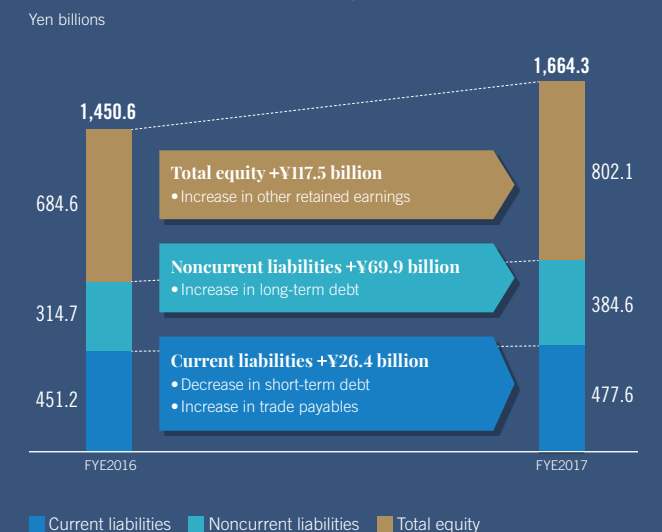 Yen billions
1,664.3
1,450.6
Total equity +¥117.5 billion
• Increase in other retained earnings
802.1
684.6
Noncurrent liabilities +¥69.9 billion
• Increase in long-term debt
384.6
314.7
Current liabilities +¥26.4 billion
• Decrease in short-term debt
• Increase in trade payables
477.6
451.2
FYE2016
FYE2017
Current liabilities
Noncurrent liabilities
Total equity